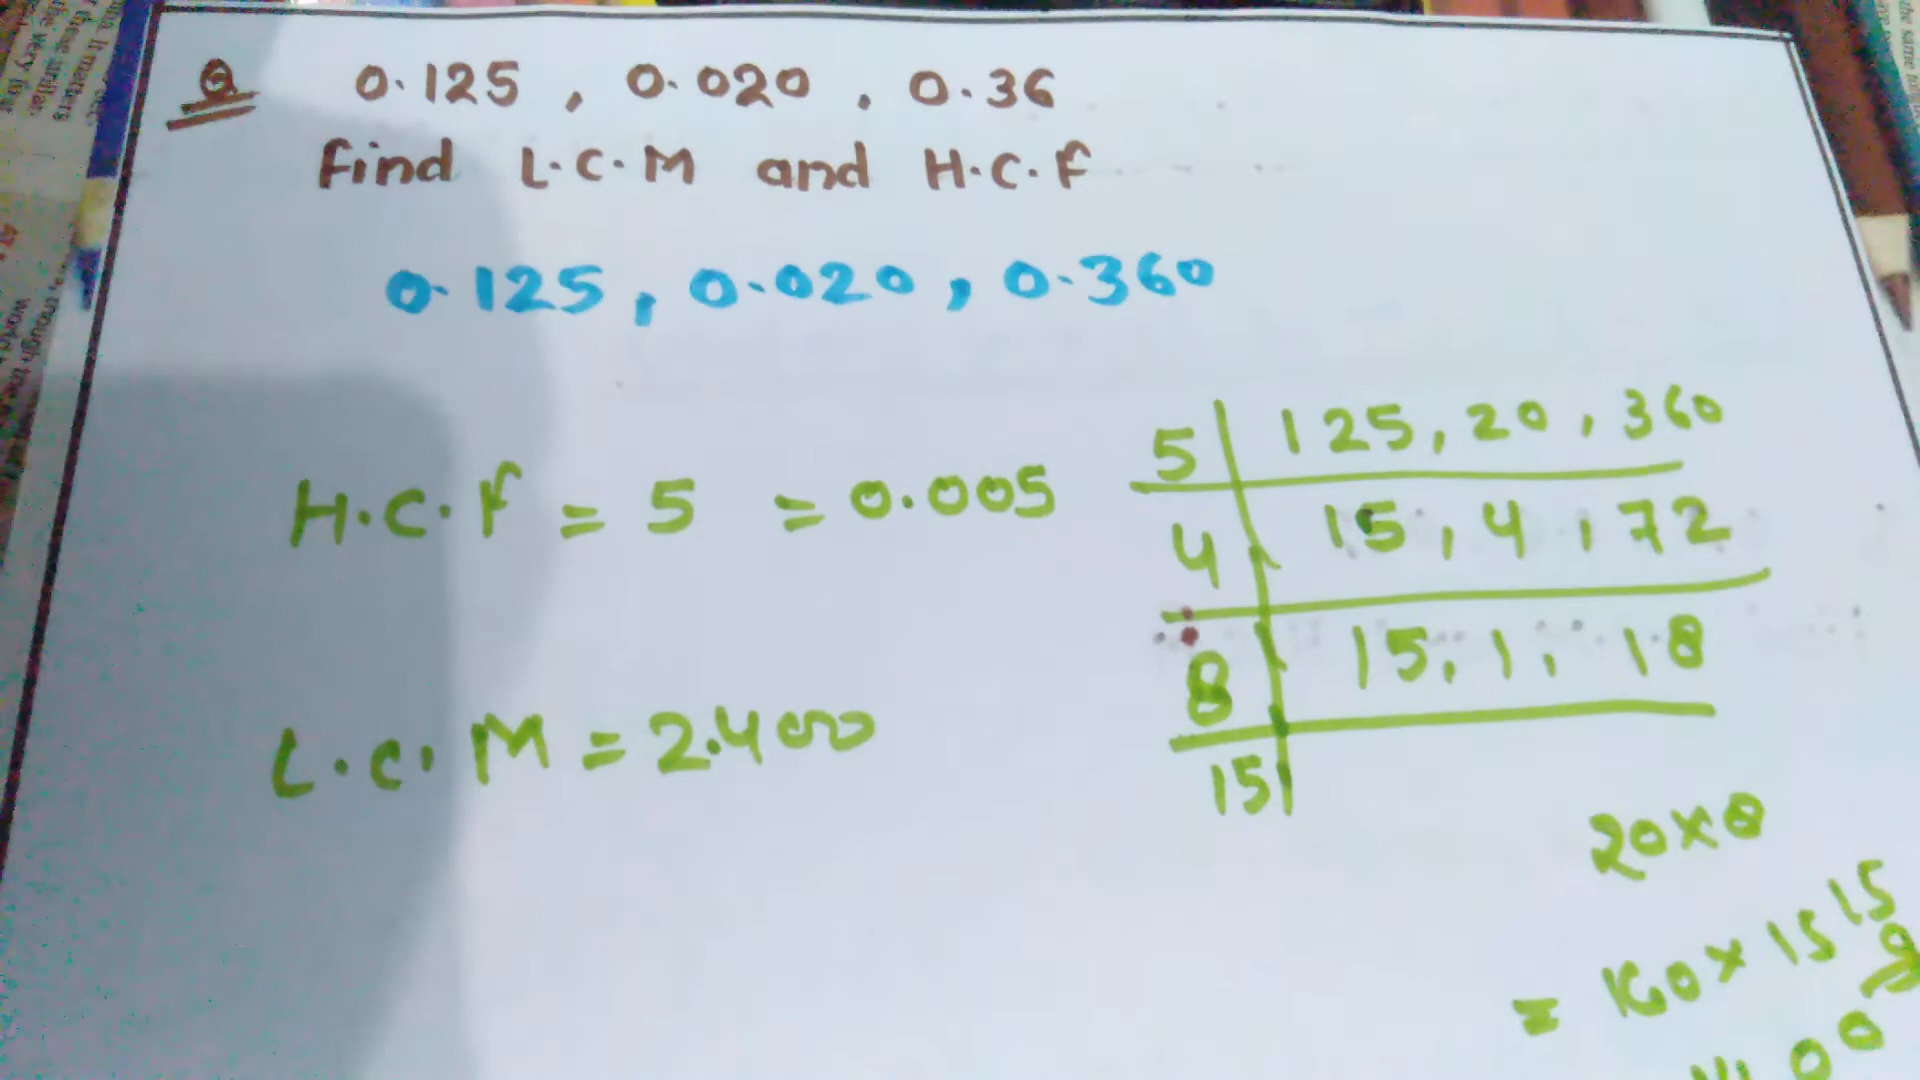 Q 0.125, 0.020, 0.36
Find L.C.M and H.C.F
0.125, 0.020, 0.360
5 125, 20, 360
H.C.F = 5 = 0.005
4 15, 4, 72
8 15, 1, 18
L.C.M = 2.400
15
20×8
= 160×15
15